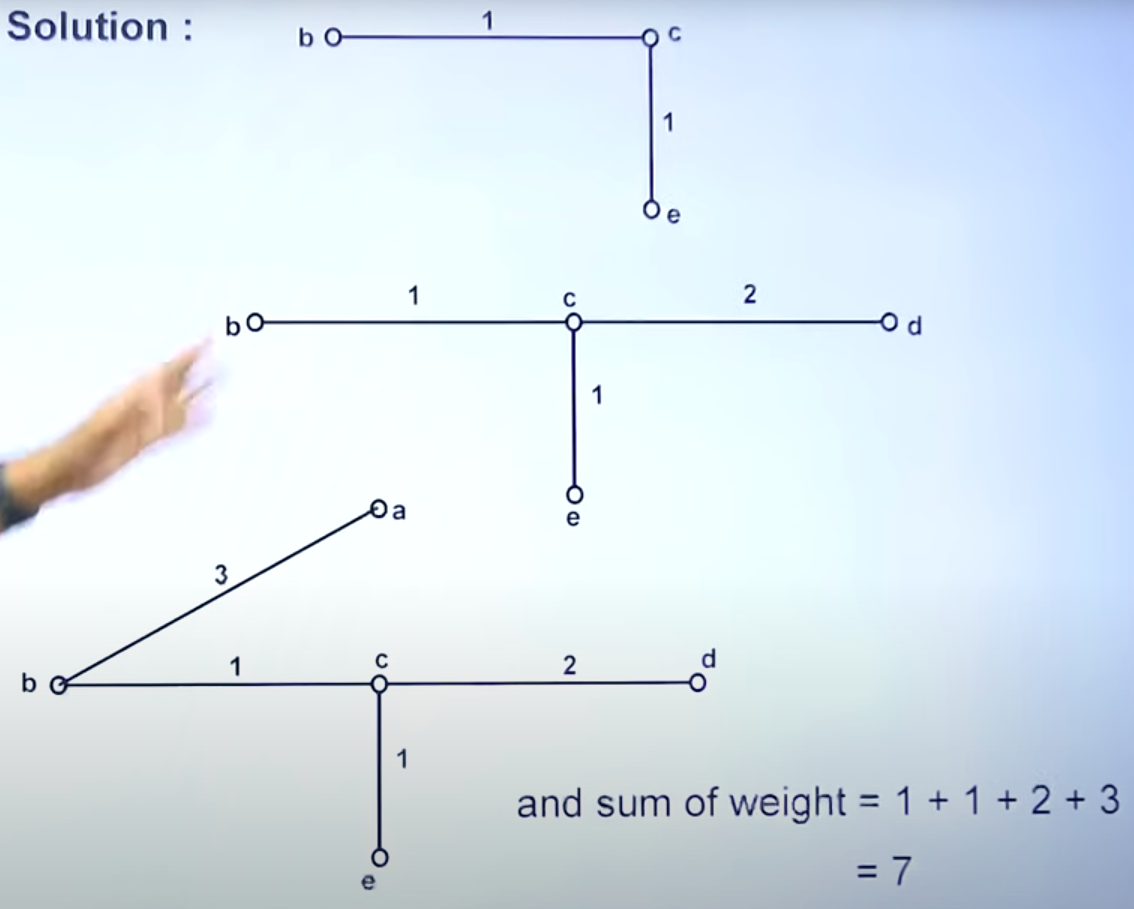 Solution :
b 1 c
1
e
b 1 c 2 d
1
e
a
3
b 1 c 2 d
1
e
and sum of weight = 1 + 1 + 2 + 3
= 7